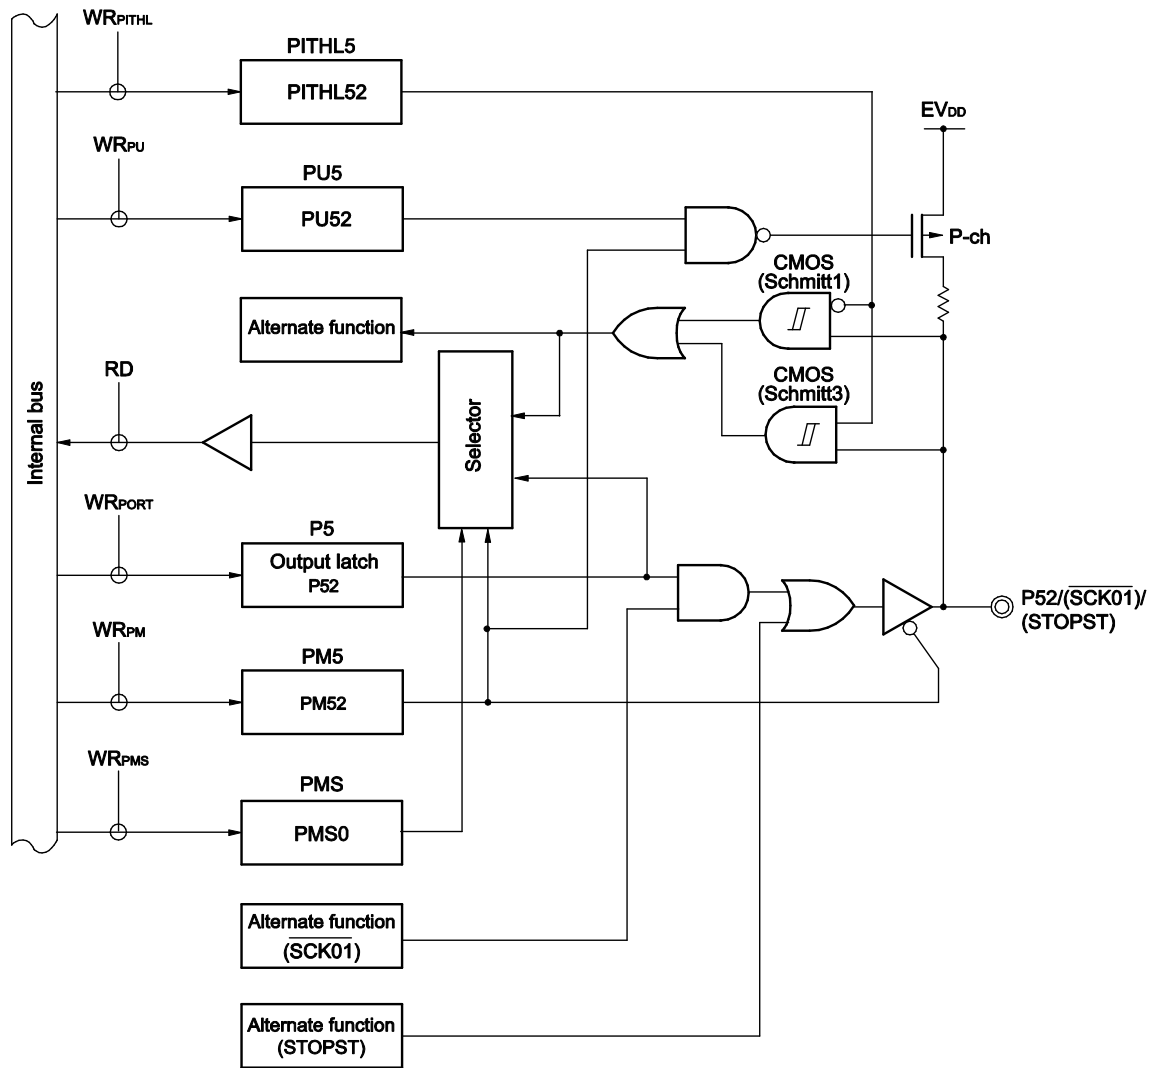 WRPITHL
PITHL5
PITHL52
EVDD
WRPU
PU5
PU52
P-ch
CMOS
(Schmitt1)
Alternate function
RD
CMOS
(Schmitt3)
Selector
Internal bus
WRPORT
P5
Output latch
P52
P52/(SCK01)/
(STOPST)
WRPM
PM5
PM52
WRPMS
PMS
PMS0
Alternate function
(SCK01)
Alternate function
(STOPST)